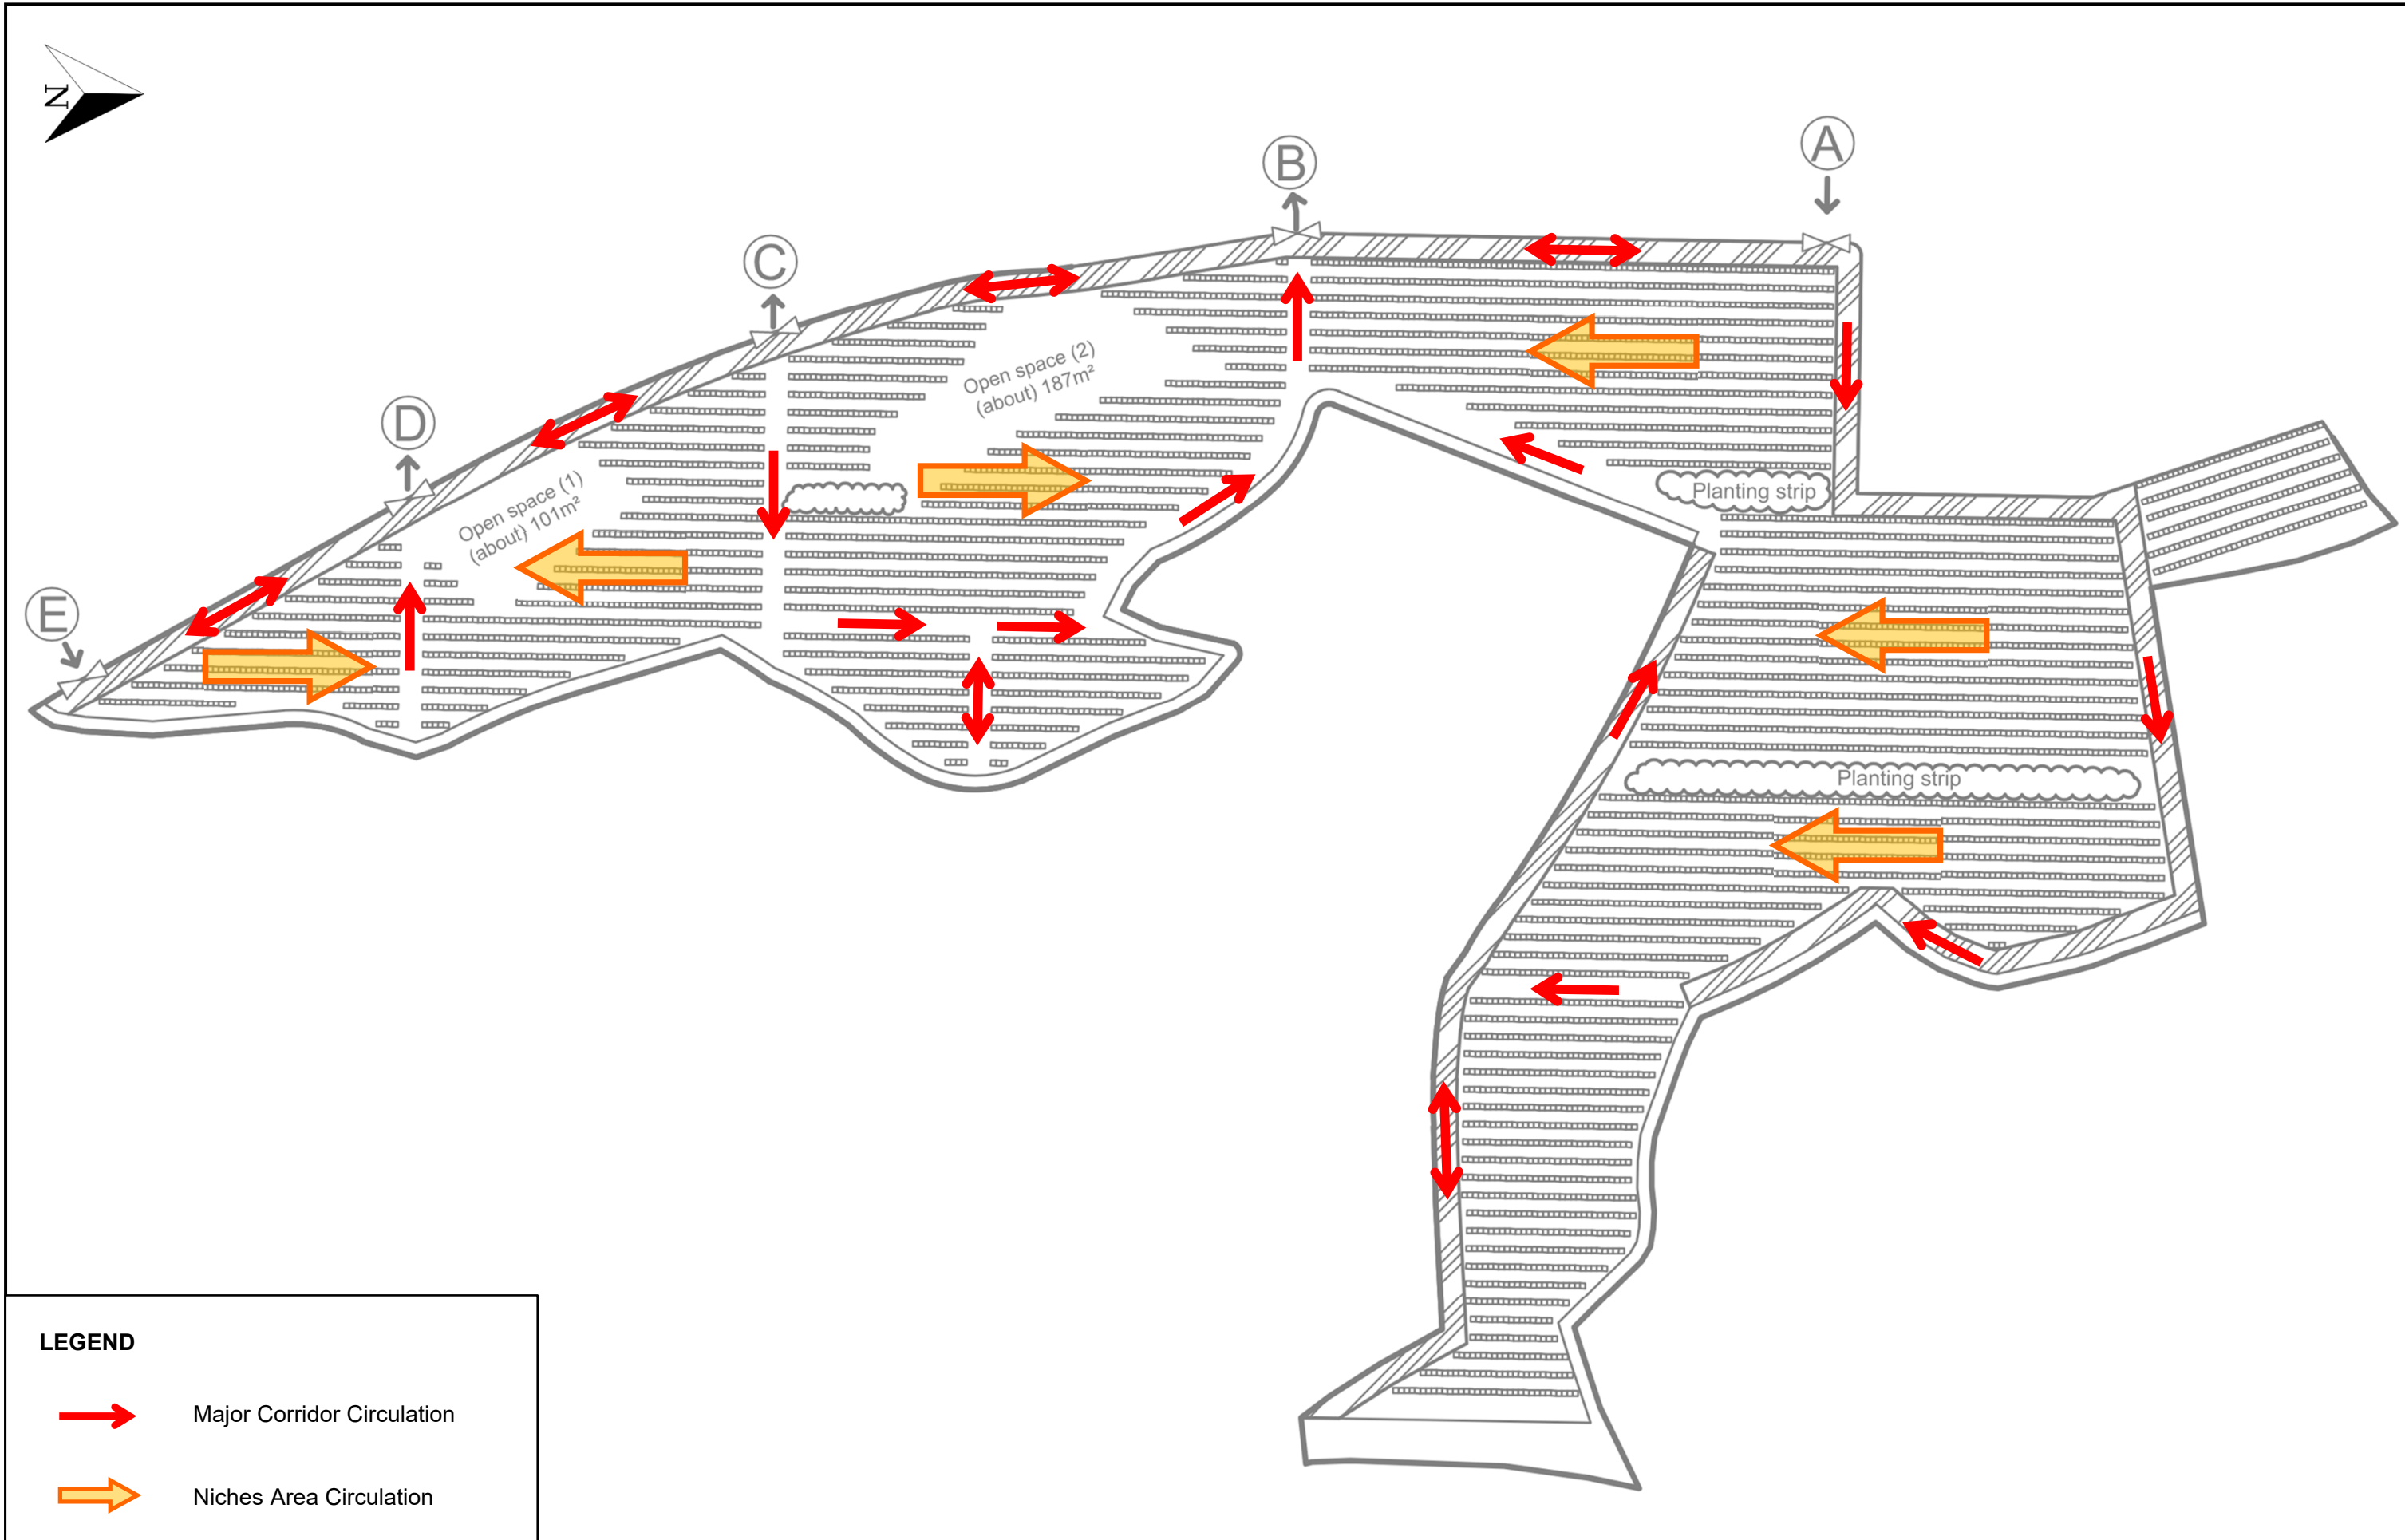 N
A
B
C
Open space (2)
(about) 187m²
D
Open space (1)
(about) 101m²
Planting strip
E
Planting strip
LEGEND
Major Corridor Circulation
Niches Area Circulation